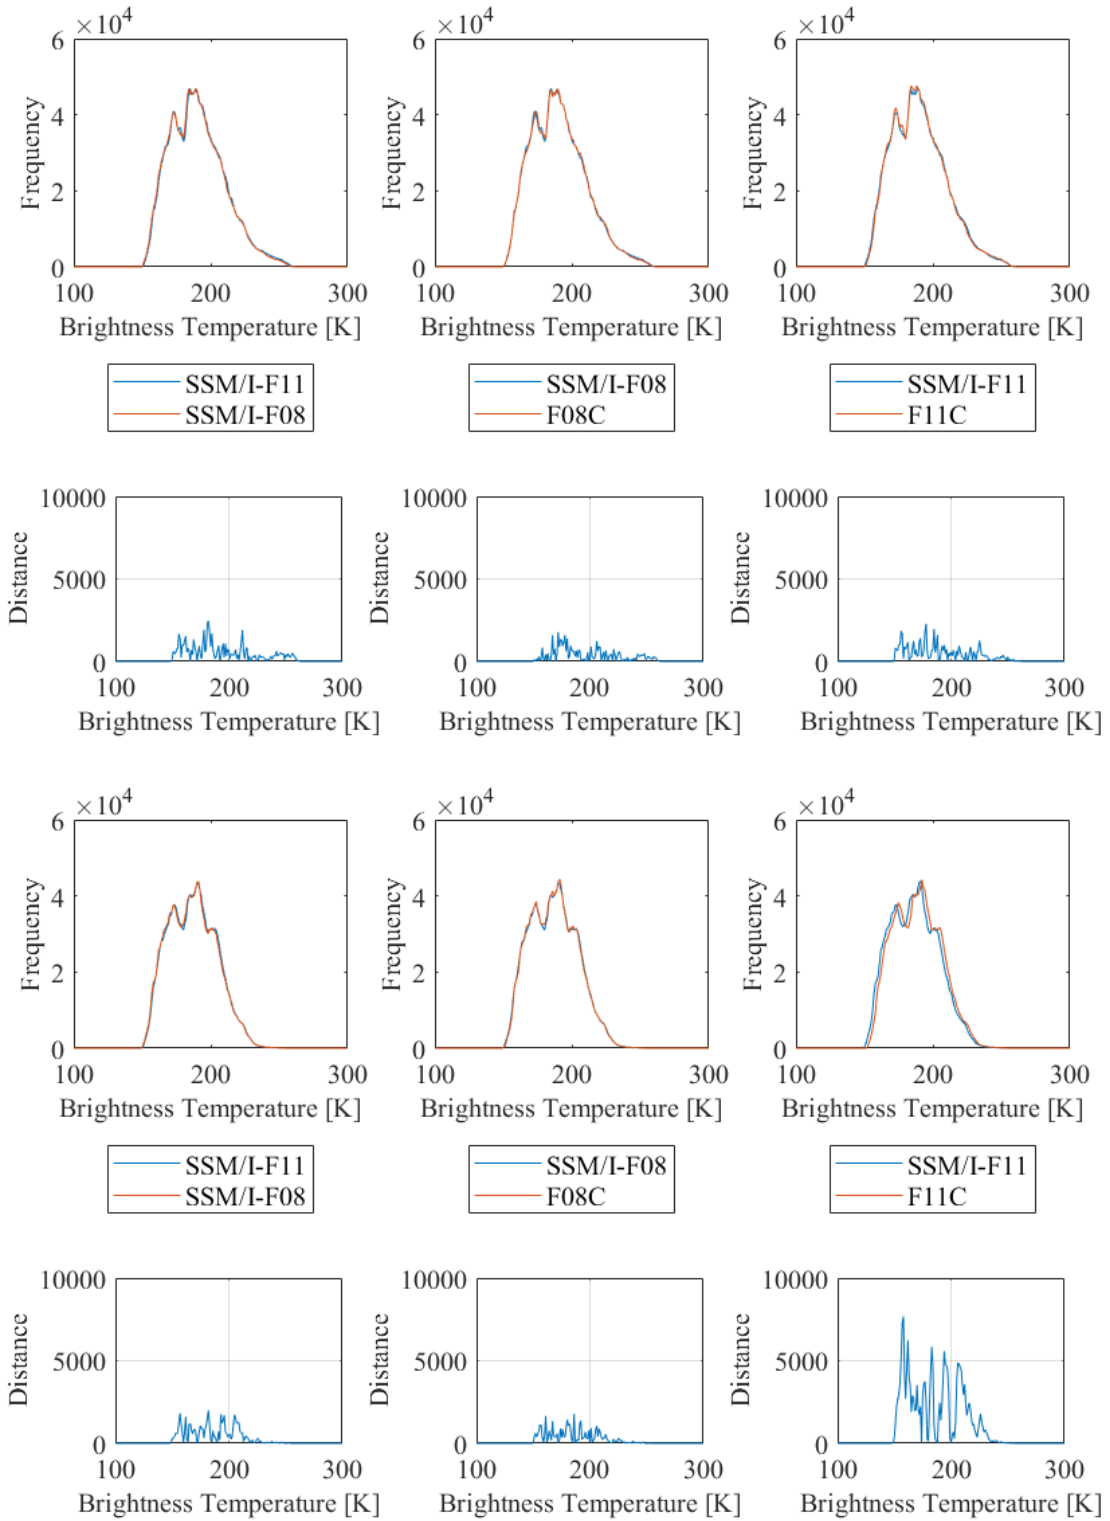 ×10^4 ×10^4 ×10^4
6 6 6
4 4 4
2 2 2
0 0 0
Frequency Frequency Frequency
100 200 300 100 200 300 100 200 300
Brightness Temperature [K] Brightness Temperature [K] Brightness Temperature [K]
SSM/I-F11 SSM/I-F08 SSM/I-F11
SSM/I-F08 F08C F11C
10000 10000 10000
5000 5000 5000
0 0 0
Distance Distance Distance
100 200 300 100 200 300 100 200 300
Brightness Temperature [K] Brightness Temperature [K] Brightness Temperature [K]
×10^4 ×10^4 ×10^4
6 6 6
4 4 4
2 2 2
0 0 0
Frequency Frequency Frequency
100 200 300 100 200 300 100 200 300
Brightness Temperature [K] Brightness Temperature [K] Brightness Temperature [K]
SSM/I-F11 SSM/I-F08 SSM/I-F11
SSM/I-F08 F08C F11C
10000 10000 10000
5000 5000 5000
0 0 0
Distance Distance Distance
100 200 300 100 200 300 100 200 300
Brightness Temperature [K] Brightness Temperature [K] Brightness Temperature [K]